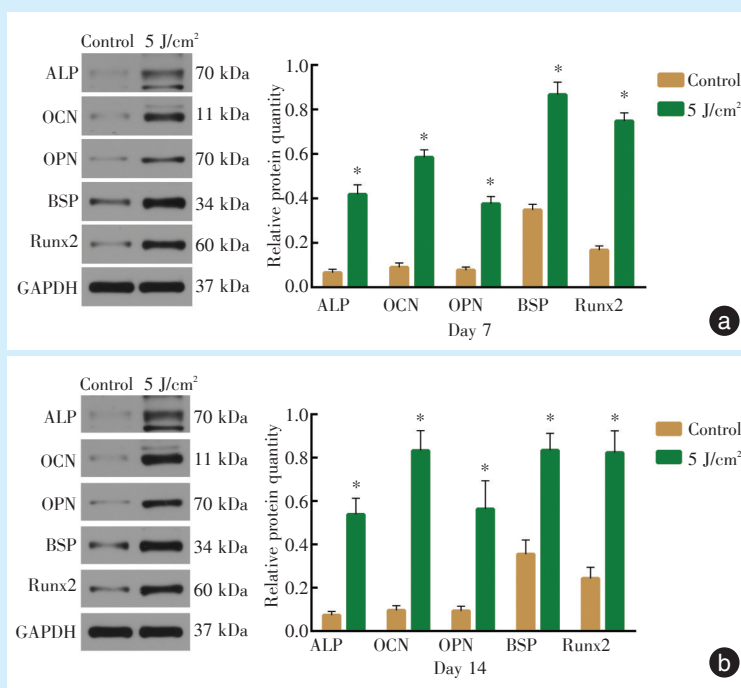 Control 5 J/cm²
ALP 70 kDa
OCN 11 kDa
OPN 70 kDa
BSP 34 kDa
Runx2 60 kDa
GAPDH 37 kDa
Relative protein quantity
1.0
0.8
0.6
0.4
0.2
0.0
* * * * *
ALP OCN OPN BSP Runx2
Day 7
Control
5 J/cm²
a
Control 5 J/cm²
ALP 70 kDa
OCN 11 kDa
OPN 70 kDa
BSP 34 kDa
Runx2 60 kDa
GAPDH 37 kDa
Relative protein quantity
1.0
0.8
0.6
0.4
0.2
0.0
* * * * *
ALP OCN OPN BSP Runx2
Day 14
Control
5 J/cm²
b